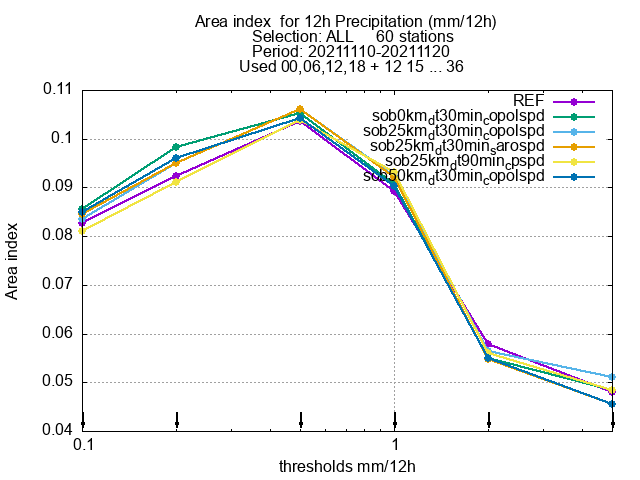 Area index  for 12h Precipitation (mm/12h)
Selection: ALL     60 stations
Period: 20211110-20211120
Used 00,06,12,18 + 12 15 ... 36
REF
sob0km_dt30min_copolspd
sob25km_dt30min_copolspd
sob25km_dt30min_sarospd
sob25km_dt90min_cpspd
sob50km_dt30min_copolspd
0.11
0.1
0.09
0.08
0.07
0.06
0.05
0.04
Area index
0.1
1
thresholds mm/12h